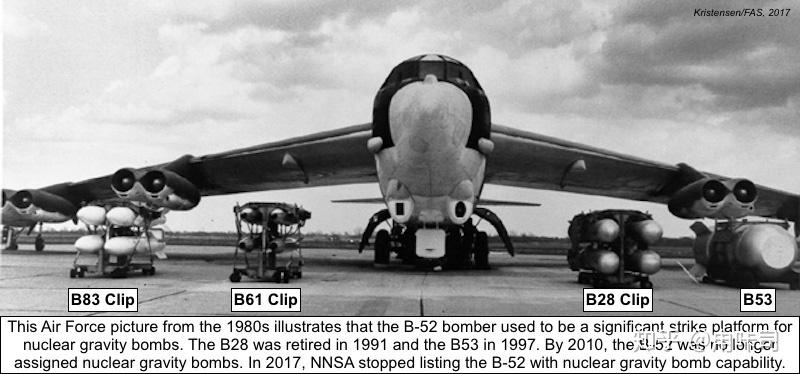 Kristensen/FAS, 2017
B83 Clip
B61 Clip
B28 Clip
B53
This Air Force picture from the 1980s illustrates that the B-52 bomber used to be a significant strike platform for
nuclear gravity bombs. The B28 was retired in 1991 and the B53 in 1997. By 2010, the B-52 was no longer
assigned nuclear gravity bombs. In 2017, NNSA stopped listing the B-52 with nuclear gravity bomb capability.